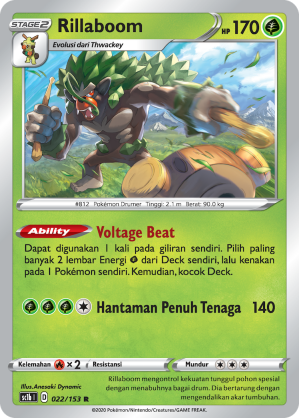 STAGE2 Rillaboom HP 170
Evolusi dari Thwackey
#812 Pokémon Drumer Tinggi: 2.1 m Berat: 90.0 kg
Ability Voltage Beat
Dapat digunakan 1 kali pada giliran sendiri. Pilih paling
banyak 2 lembar Energi dari Deck sendiri, lalu kenakan
pada 1 Pokémon sendiri. Kemudian, kocok Deck.
Hantaman Penuh Tenaga 140
Kelemahan ×2 Resistansi Mundur
Illus. Anesaki Dynamic
sc1b I D 022/153 R
Rillaboom mengontrol kekuatan tunggul pohon spesial
dengan menabuh drum bagiannya. Dia bertarung dengan
mengendalikan akar tumbuhan.
©2020 Pokémon/Nintendo/Creatures/GAME FREAK.